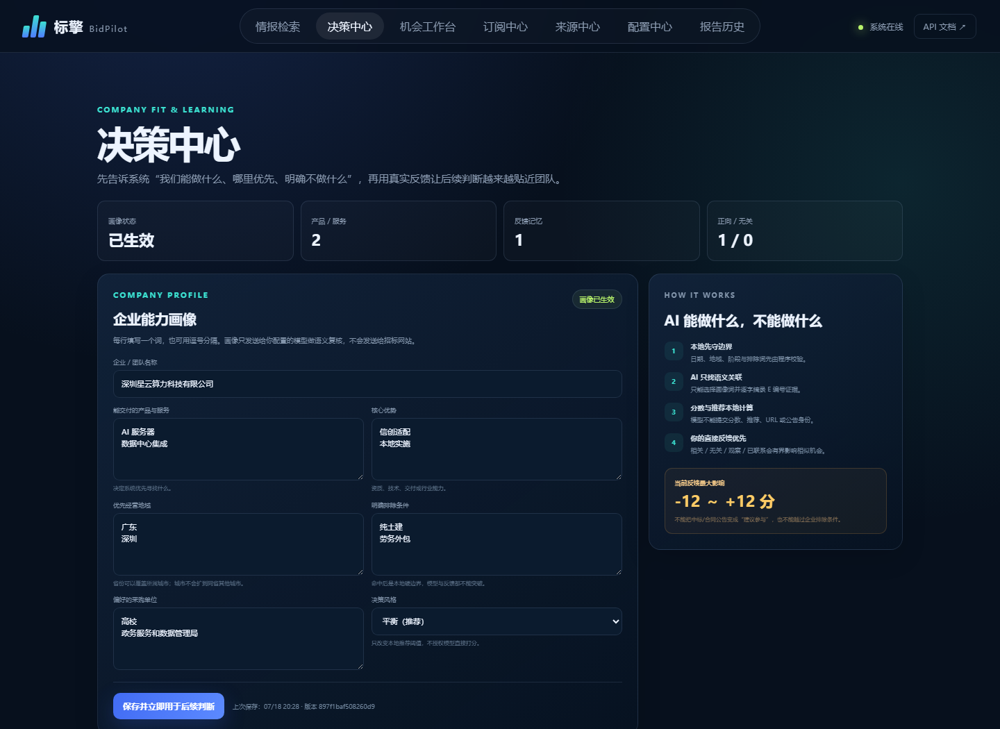 标擎 BidPilot
情报检索
决策中心
机会工作台
订阅中心
来源中心
配置中心
报告历史
系统在线
API 文档 ↗
COMPANY FIT & LEARNING
决策中心
先告诉系统“我们能做什么、哪里优先、明确不做什么”，再用真实反馈让后续判断越来越贴近团队。
画像状态
已生效
产品 / 服务
2
反馈记忆
1
正向 / 无关
1 / 0
COMPANY PROFILE
画像已生效
企业能力画像
每行填写一个词，也可用逗号分隔。画像只发送给你配置的模型做语义复核，不会发送给招标网站。
企业 / 团队名称
深圳星云算力科技有限公司
能交付的产品与服务
AI 服务器
数据中心集成
决定系统优先寻找什么。
核心优势
信创适配
本地实施
资质、技术、交付或行业能力。
优先经营地域
广东
深圳
省份可以覆盖所属城市；城市不会扩到同省其他城市。
明确排除条件
纯土建
劳务外包
命中后是本地硬边界，模型与反馈都不能突破。
偏好的采购单位
高校
政务服务和数据管理局
决策风格
平衡（推荐）
只改变本地推荐阈值，不授权模型直接打分。
保存并立即用于后续判断
上次保存：07/18 20:28 · 版本 897f1baf508260d9
HOW IT WORKS
AI 能做什么，不能做什么
1
本地先守边界
日期、地域、阶段与排除词先由程序校验。
2
AI 只找语义关联
只能选择画像词并逐字摘录 E 编号证据。
3
分数与推荐本地计算
模型不能提交分数、推荐、URL 或公告身份。
4
你的直接反馈优先
相关 / 无关 / 观察 / 已联系会有界影响相似机会。
当前反馈最大影响
-12 ～ +12 分
不能把中标/合同公告变成“建议参与”，也不能越过企业排除条件。